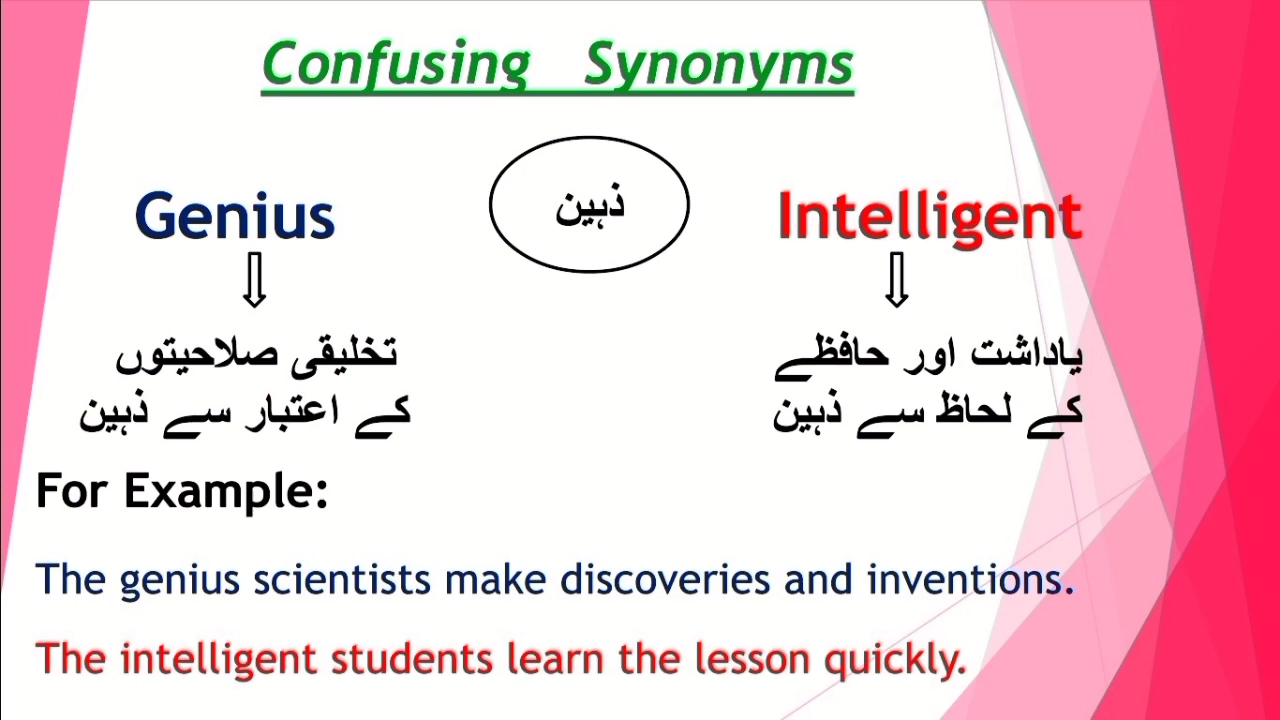 Confusing Synonyms
Genius
ذہین
Intelligent
تخلیقی صلاحیتوں
کے اعتبار سے ذہین
یاداشت اور حافظے
کے لحاظ سے ذہین
For Example:
The genius scientists make discoveries and inventions.
The intelligent students learn the lesson quickly.